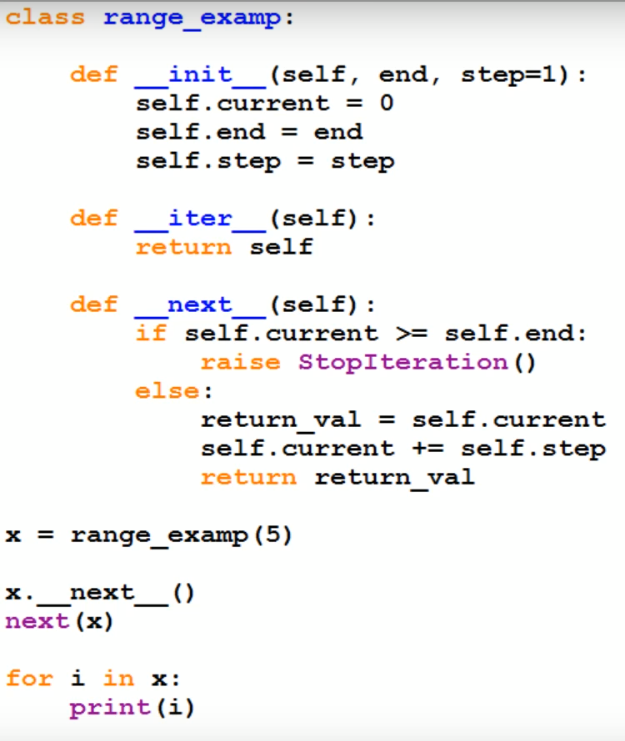 class range_examp:
    def __init__(self, end, step=1):
        self.current = 0
        self.end = end
        self.step = step
    def __iter__(self):
        return self
    def __next__(self):
        if self.current >= self.end:
            raise StopIteration()
        else:
            return_val = self.current
            self.current += self.step
            return return_val
x = range_examp(5)
x.__next__()
next(x)
for i in x:
    print(i)